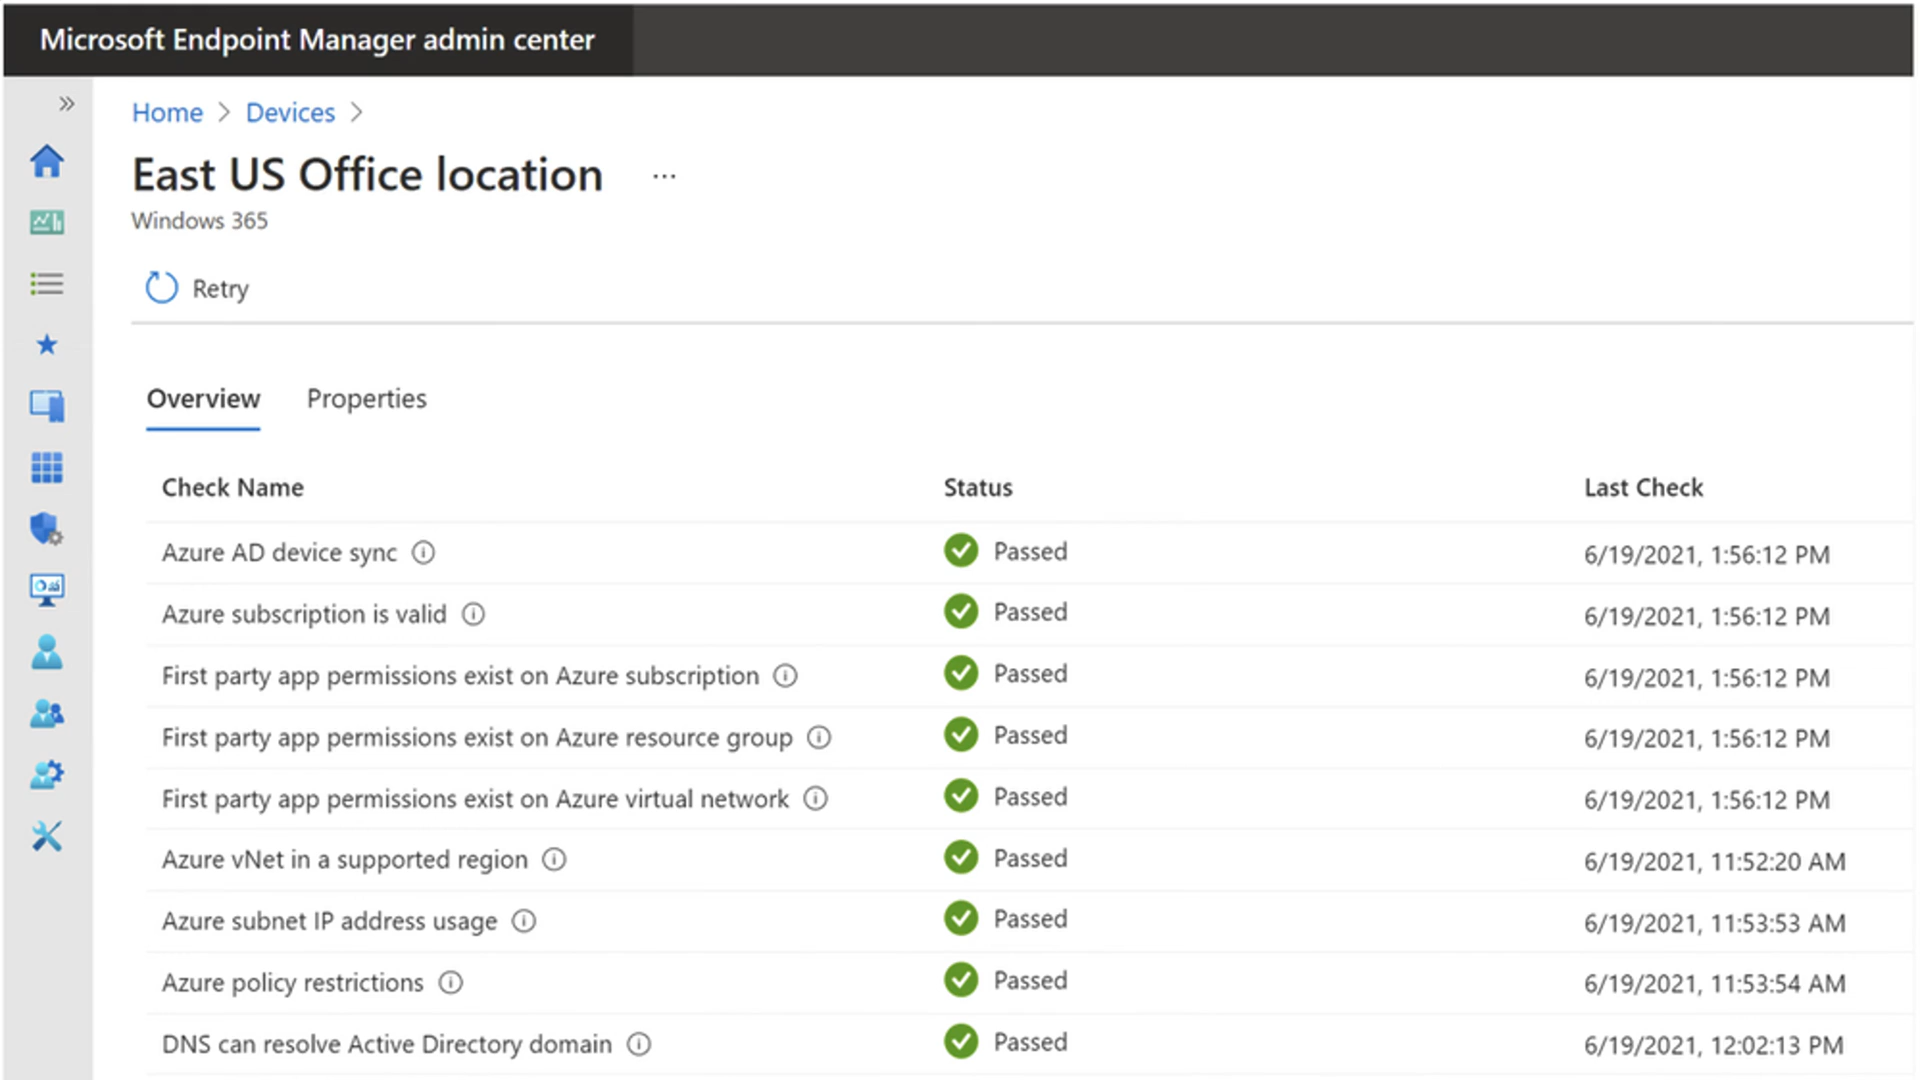 Microsoft Endpoint Manager admin center
Home > Devices >
East US Office location ...
Windows 365
Retry
Overview Properties
Check Name Status Last Check
Azure AD device sync Passed 6/19/2021, 1:56:12 PM
Azure subscription is valid Passed 6/19/2021, 1:56:12 PM
First party app permissions exist on Azure subscription Passed 6/19/2021, 1:56:12 PM
First party app permissions exist on Azure resource group Passed 6/19/2021, 1:56:12 PM
First party app permissions exist on Azure virtual network Passed 6/19/2021, 1:56:12 PM
Azure vNet in a supported region Passed 6/19/2021, 11:52:20 AM
Azure subnet IP address usage Passed 6/19/2021, 11:53:53 AM
Azure policy restrictions Passed 6/19/2021, 11:53:54 AM
DNS can resolve Active Directory domain Passed 6/19/2021, 12:02:13 PM